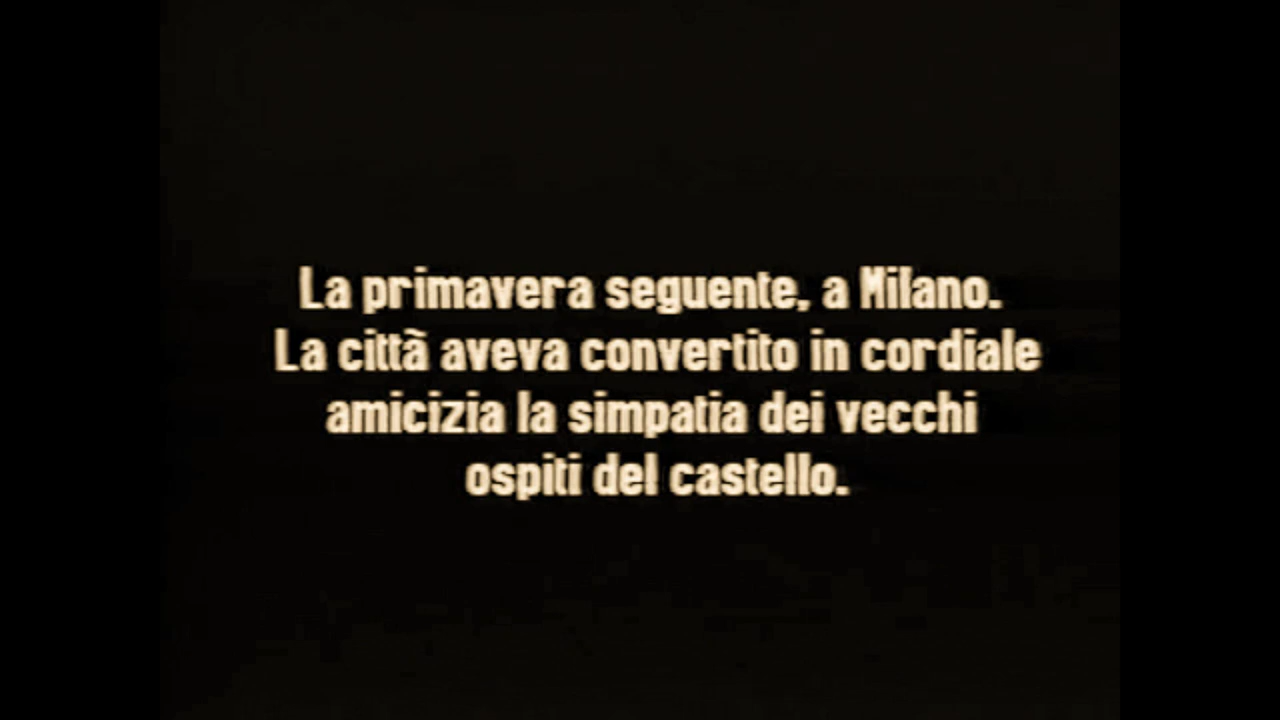 La primavera seguente, a Milano.
La città aveva convertito in cordiale
amicizia la simpatia dei vecchi
ospiti del castello.